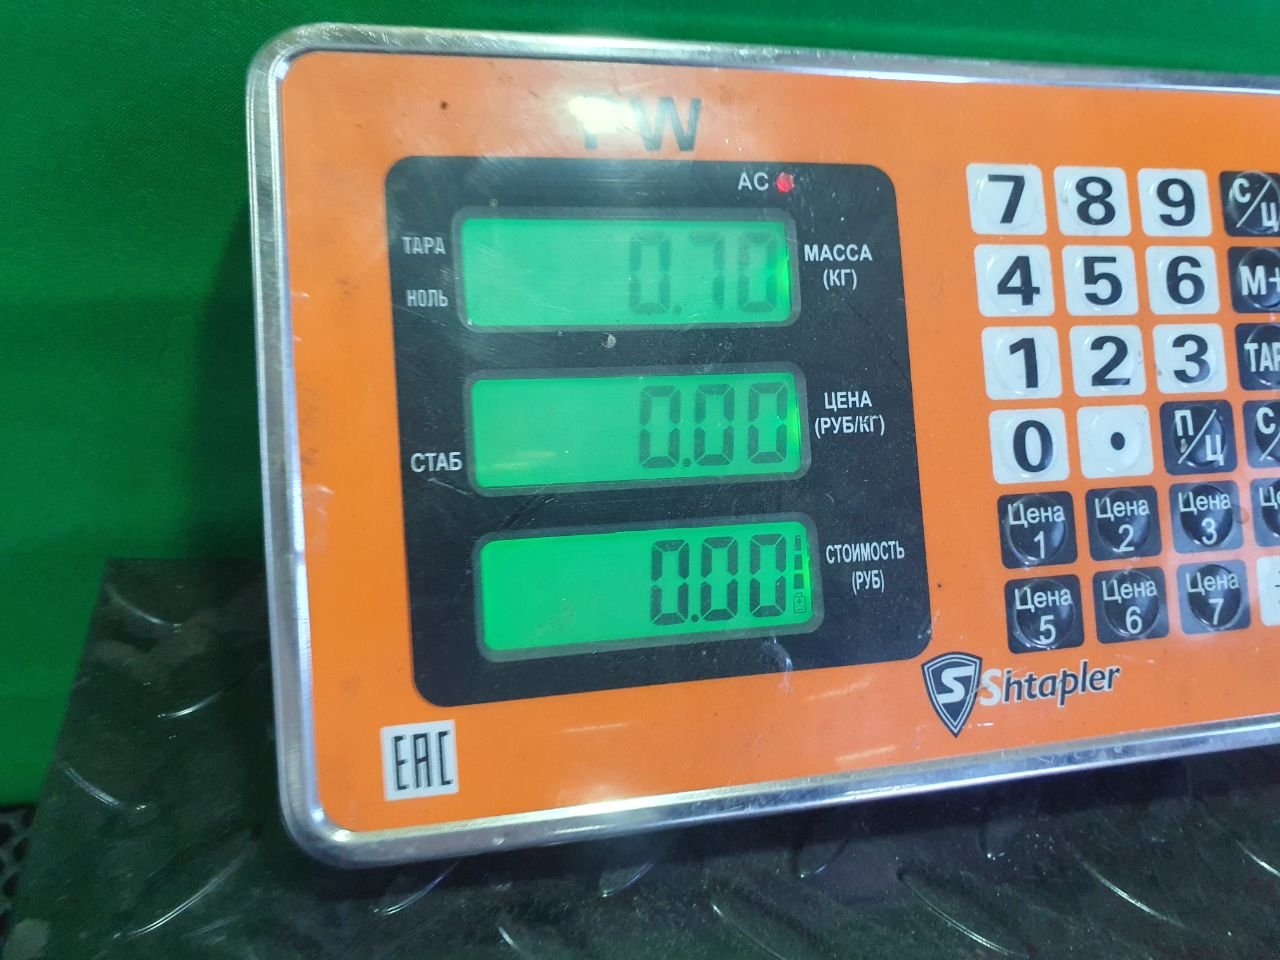 PW
AC
ТАРА
НОЛЬ
0.70
МАССА
(КГ)
СТАБ
0.00
ЦЕНА
(РУБ/КГ)
0.00
СТОИМОСТЬ
(РУБ)
7 8 9 С/Ц
4 5 6 М+
1 2 3
0 . П/Ц
Цена 1 Цена 2 Цена 3
Цена 5 Цена 6 Цена 7
S Shtapler
EAC